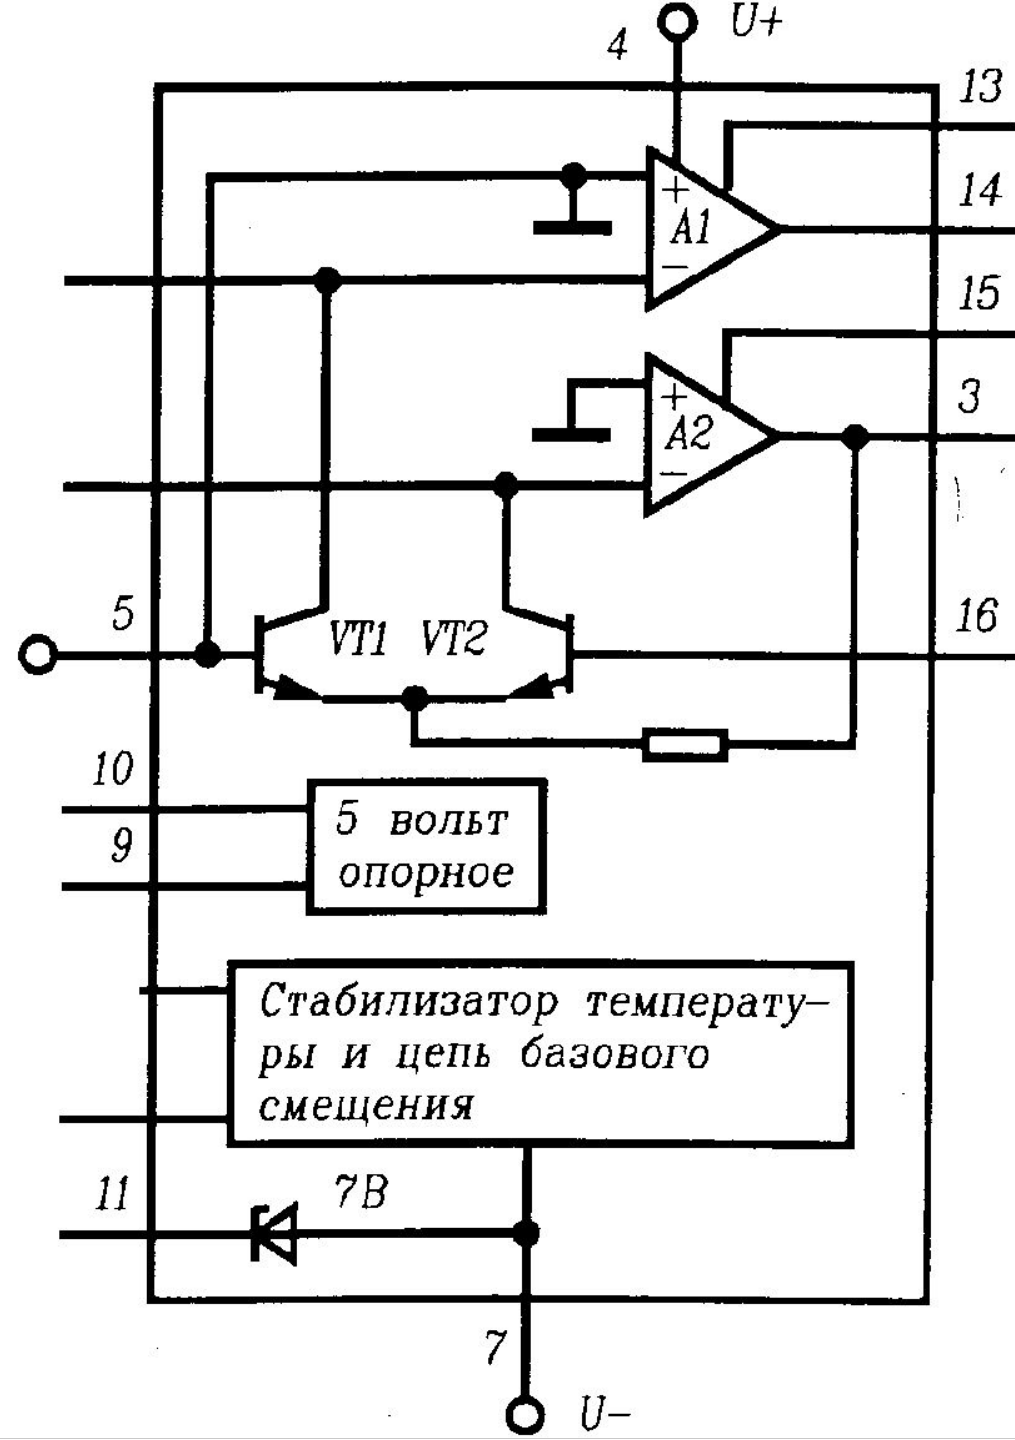 4
U+
13
+
A1
−
14
15
+
A2
−
3
5
VT1 VT2
16
10
9
5 вольт
опорное
Стабилизатор температу-
ры и цепь базового
смещения
11
7В
7
U−